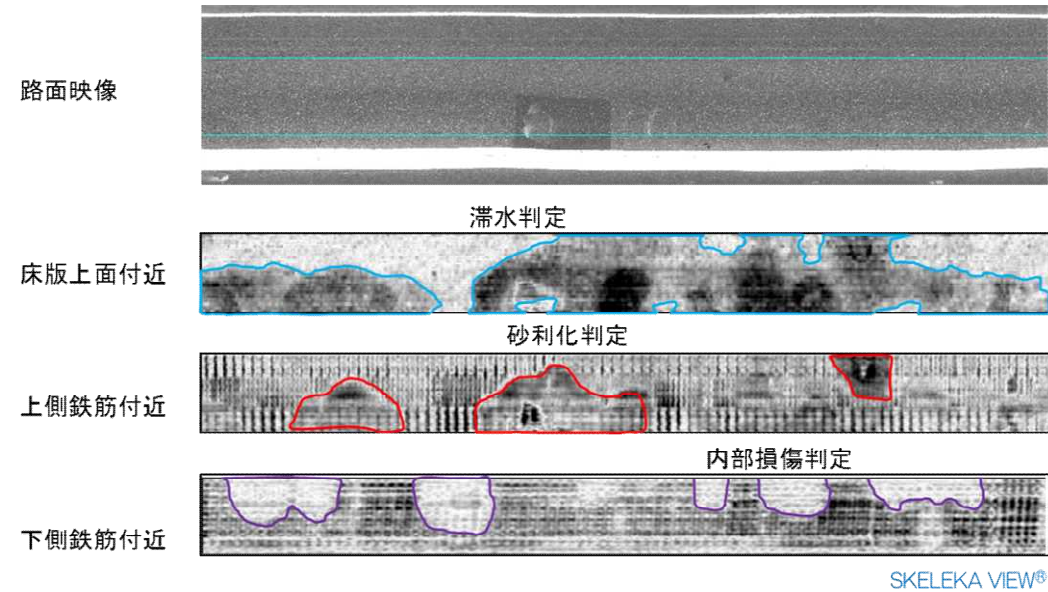 路面映像
滞水判定
床版上面付近
砂利化判定
上側鉄筋付近
内部損傷判定
下側鉄筋付近
SKELEKA VIEW®